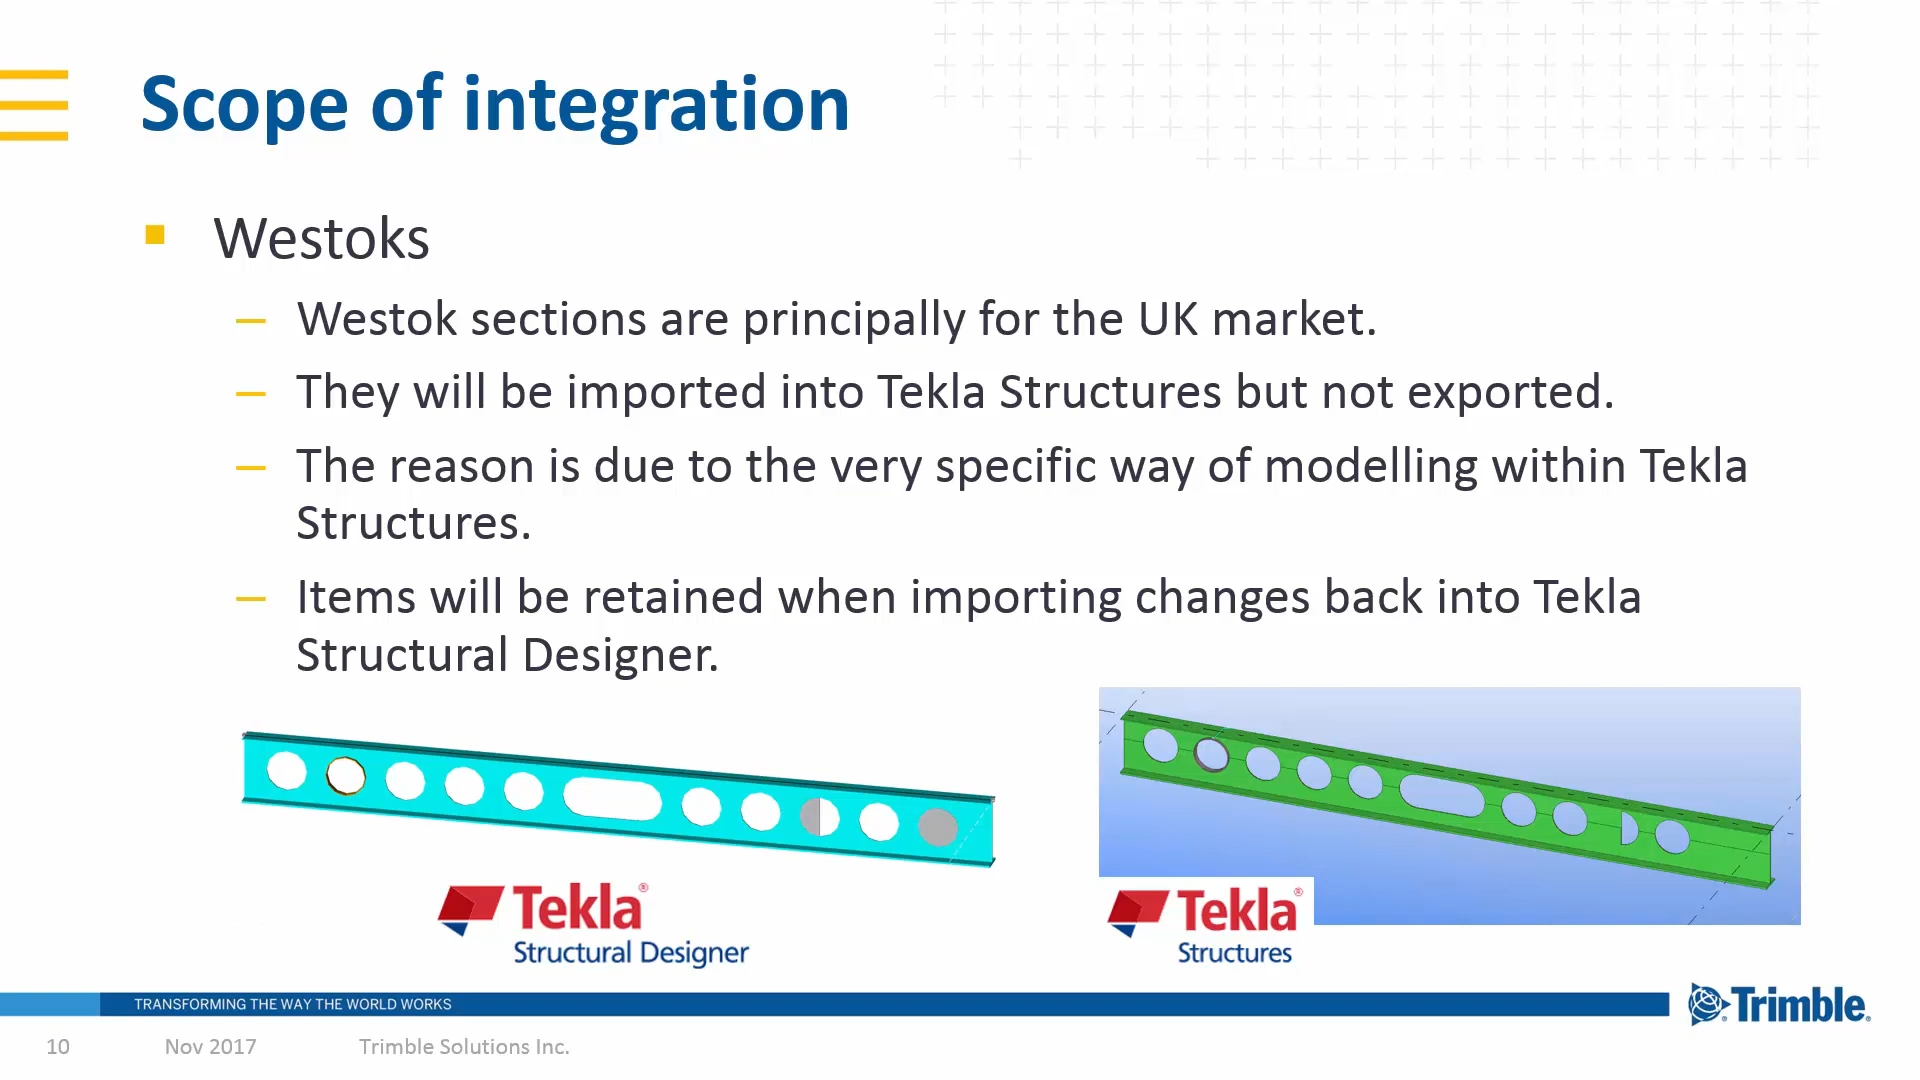 Scope of integration
Westoks
– Westok sections are principally for the UK market.
– They will be imported into Tekla Structures but not exported.
– The reason is due to the very specific way of modelling within Tekla
Structures.
– Items will be retained when importing changes back into Tekla
Structural Designer.
Tekla®
Structural Designer
Tekla®
Structures
TRANSFORMING THE WAY THE WORLD WORKS
Trimble®
10 Nov 2017 Trimble Solutions Inc.